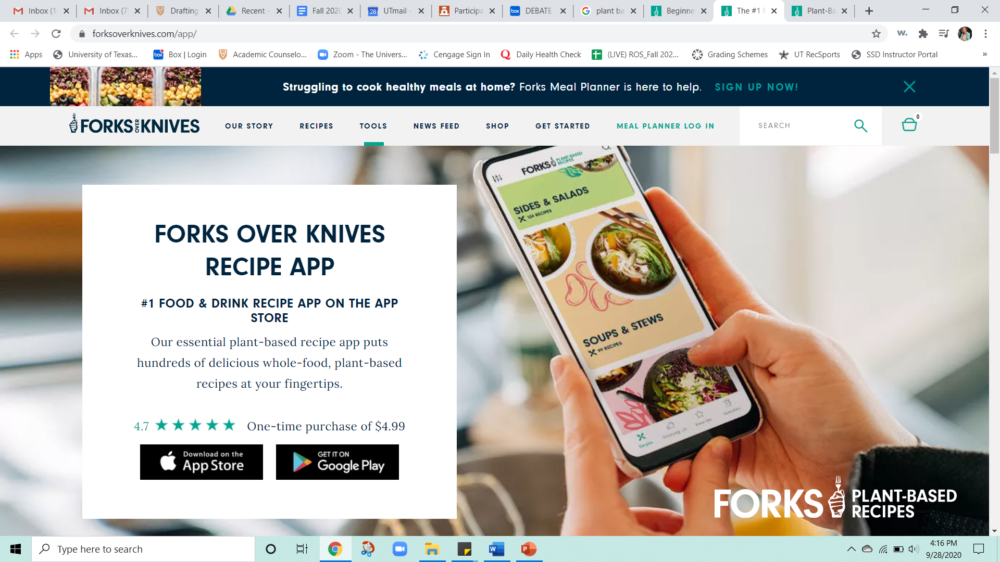 Inbox (1
Inbox (7)
Drafting
Recent -
Fall 2020
UTmail -
Participa
DEBATE
plant ba
Beginne
The #1 F
Plant-Ba
forksoverknives.com/app/
Apps
University of Texas...
Box | Login
Academic Counselo...
Zoom - The Univers...
Cengage Sign In
Daily Health Check
(LIVE) ROS_Fall 202...
Grading Schemes
UT RecSports
SSD Instructor Portal
»
Struggling to cook healthy meals at home? Forks Meal Planner is here to help. SIGN UP NOW!
FORKS OVER KNIVES
OUR STORY
RECIPES
TOOLS
NEWS FEED
SHOP
GET STARTED
MEAL PLANNER LOG IN
SEARCH
0
FORKS OVER KNIVES
RECIPE APP
#1 FOOD & DRINK RECIPE APP ON THE APP
STORE
Our essential plant-based recipe app puts
hundreds of delicious whole-food, plant-based
recipes at your fingertips.
4.7 ★★★★★ One-time purchase of $4.99
Download on the
App Store
GET IT ON
Google Play
FORKS PLANT-BASED
RECIPES
SIDES & SALADS
104 RECIPES
SOUPS & STEWS
99 RECIPES
Recipes
FORKS
PLANT-BASED
RECIPES
Type here to search
4:16 PM
9/28/2020